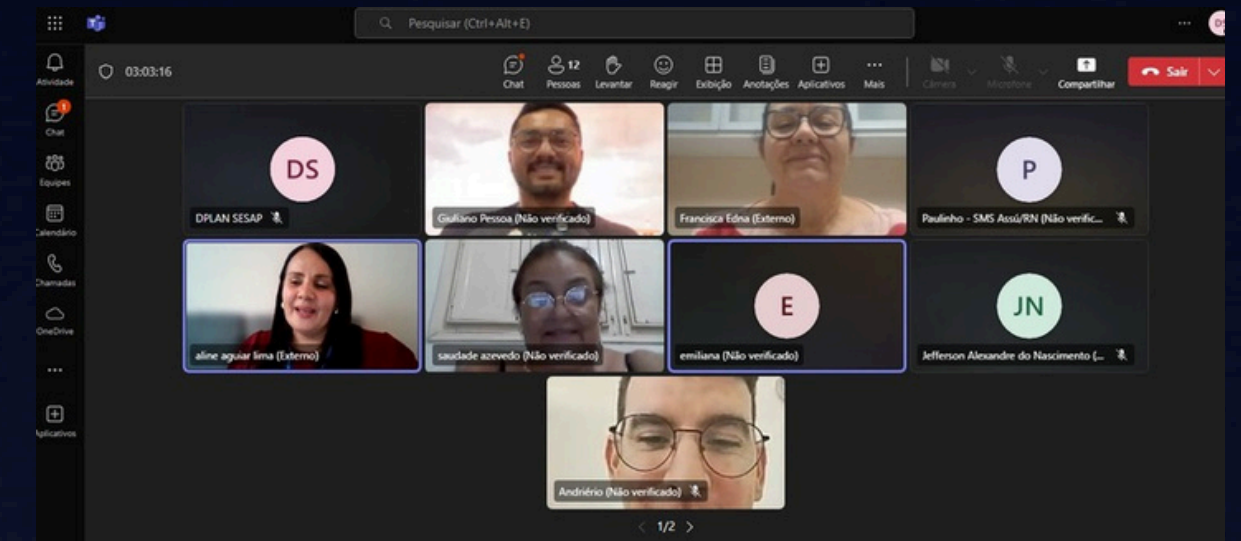 Pesquisar (Ctrl+Alt+E)
DS
Atividade
Chat
1
Equipes
Calendário
Chamadas
OneDrive
Aplicativos
03:03:16
Chat
12
Pessoas
Levantar
Reagir
Exibição
Anotações
Aplicativos
Mais
Câmera
Microfone
Compartilhar
Sair
DS
DPLAN SESAP
Giuliano Pessoa (Não verificado)
Francisca Edna (Externo)
P
Paulinho - SMS Assú/RN (Não verific...
aline aguiar lima (Externo)
saudade azevedo (Não verificado)
E
emiliana (Não verificado)
JN
Jefferson Alexandre do Nascimento (...
Andriério (Não verificado)
1/2